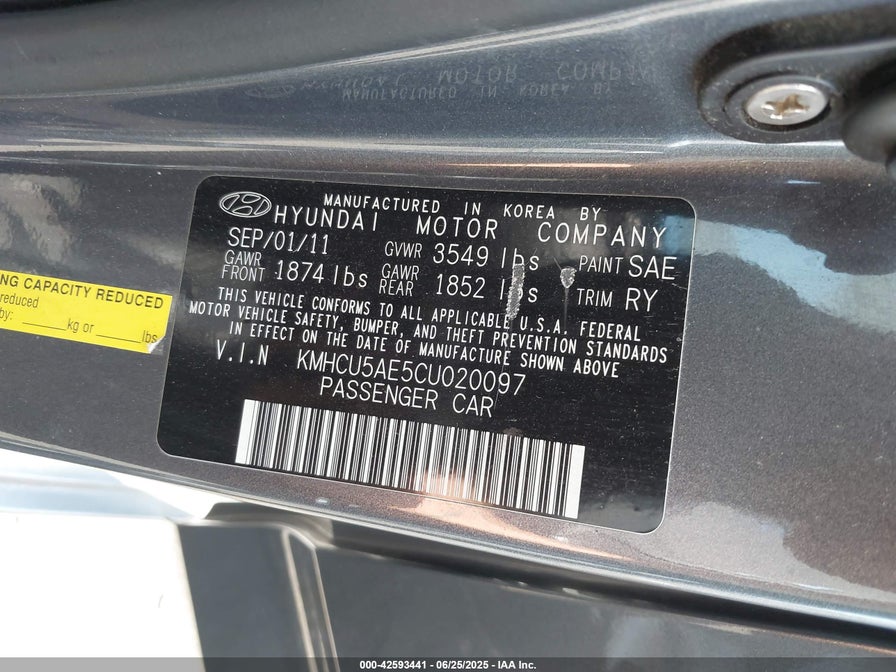 MANUFACTURED IN KOREA BY
HYUNDAI MOTOR COMPANY
SEP/01/11 GVWR 3549 lbs PAINT SAE
GAWR FRONT 1874 lbs GAWR REAR 1852 lbs TRIM RY
THIS VEHICLE CONFORMS TO ALL APPLICABLE U.S.A. FEDERAL
MOTOR VEHICLE SAFETY, BUMPER, AND THEFT PREVENTION STANDARDS
IN EFFECT ON THE DATE OF MANUFACTURE SHOWN ABOVE
V.I.N KMHCU5AE5CU020097
PASSENGER CAR
NG CAPACITY REDUCED
reduced
by: _____kg or _____lbs
000-42593441 - 06/25/2025 - IAA Inc.